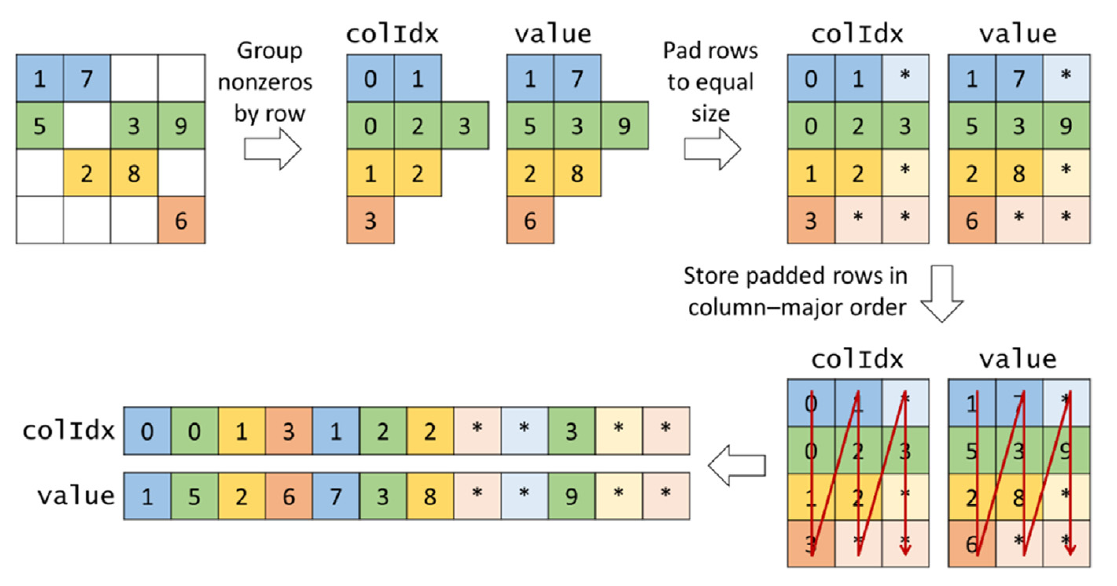 colIdx value colIdx value
Group
nonzeros
by row
Pad rows
to equal
size
1 7
5 3 9
2 8
6
0 1
0 2 3
1 2
3
1 7
5 3 9
2 8
6
0 1 *
0 2 3
1 2 *
3 * *
1 7 *
5 3 9
2 8 *
6 * *
Store padded rows in
column–major order
colIdx value
0 1 *
0 2 3
1 2 *
3 * *
1 7 *
5 3 9
2 8 *
6 * *
colIdx 0 0 1 3 1 2 2 * * 3 * *
value 1 5 2 6 7 3 8 * * 9 * *